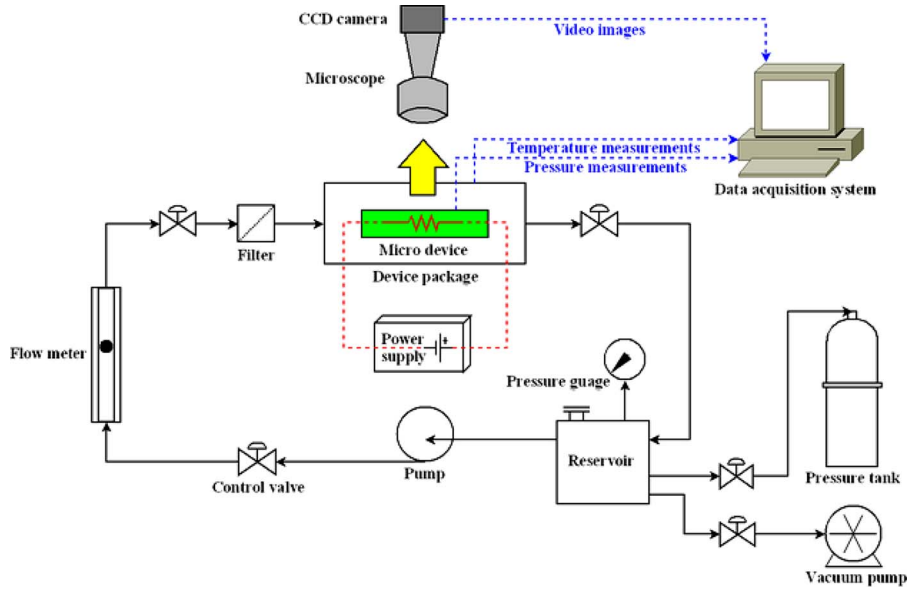 CCD camera
Video images
Microscope
Temperature measurements
Pressure measurements
Data acquisition system
Filter
Micro device
Device package
Flow meter
Power
supply
Pressure guage
Reservoir
Pump
Control valve
Pressure tank
Vacuum pump